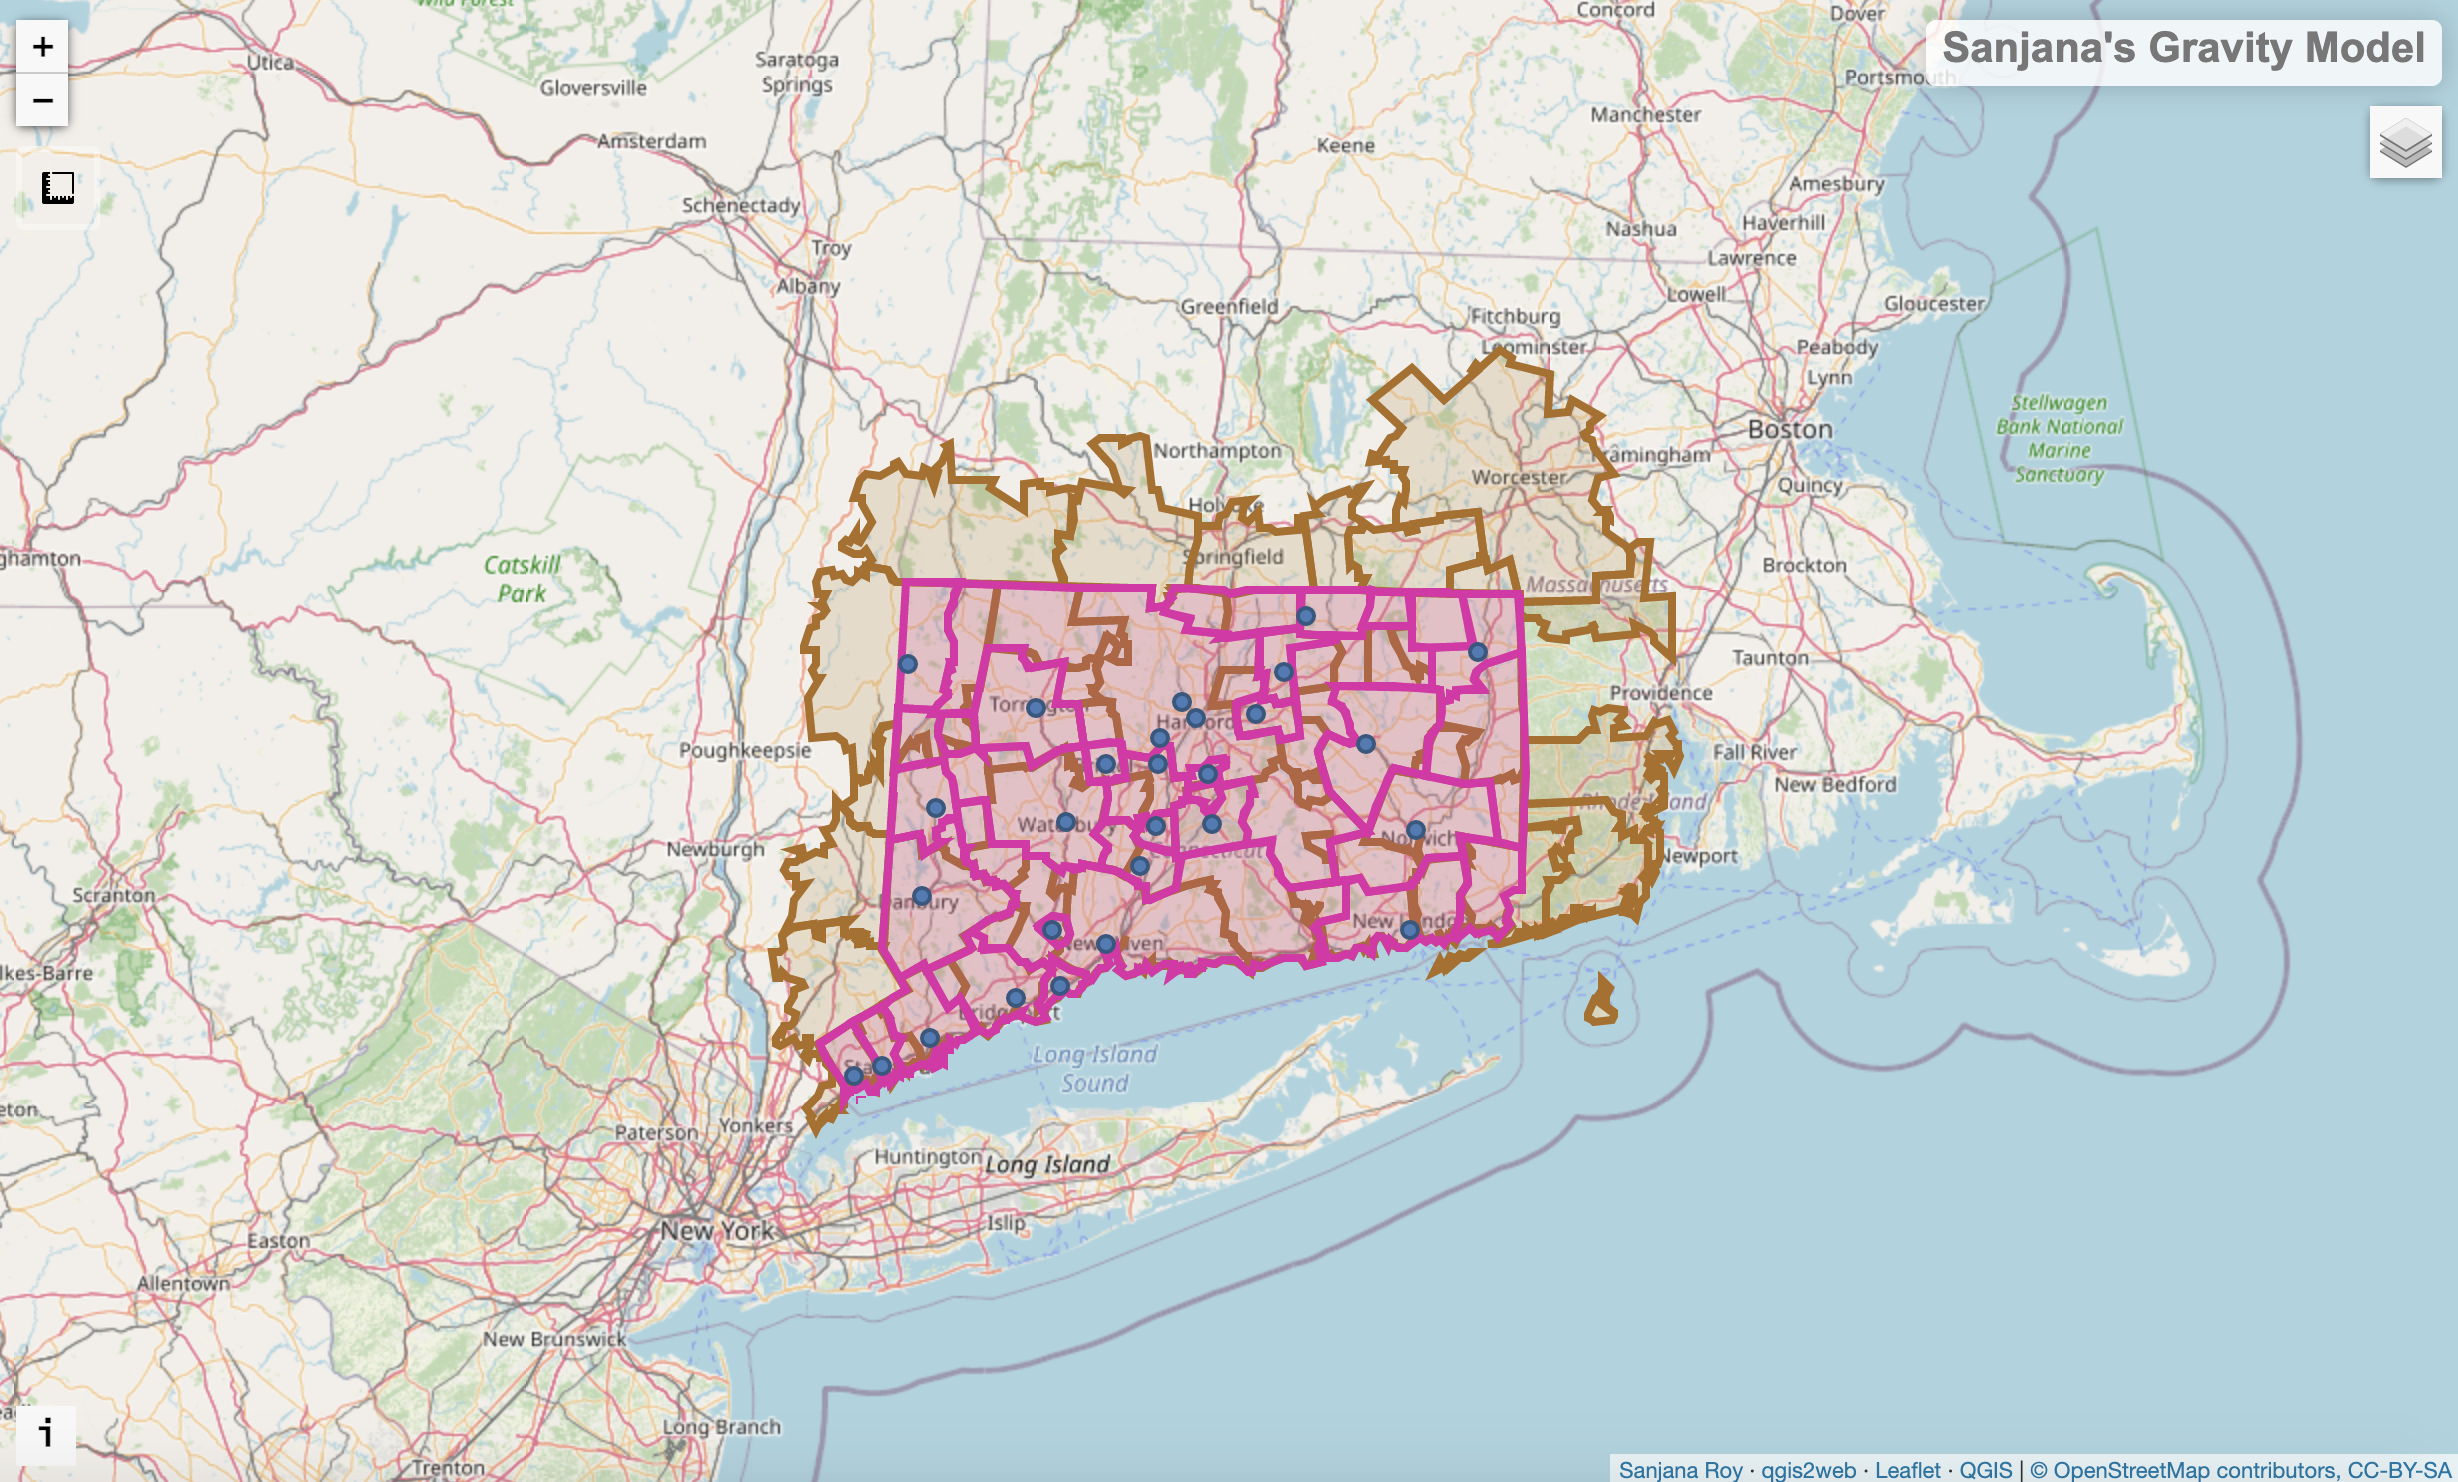 Wild Forest
Concord
Dover
+
Sanjana's Gravity Model
Utica
Saratoga
Springs
Gloversville
Portsmouth
−
Manchester
Amsterdam
Keene
Amesbury
Schenectady
Haverhill
Nashua
Troy
Lawrence
Albany
Lowell
Greenfield
Gloucester
Fitchburg
Leominster
Peabody
Lynn
Stellwagen
Bank National
Marine
Sanctuary
Boston
Northampton
Framingham
Worcester
Quincy
Holyoke
ghamton
Springfield
Catskill
Park
Brockton
Massachusetts
Taunton
Providence
Torrington
Hartford
Poughkeepsie
Fall River
New Bedford
Rhode Island
Waterbury
Norwich
Connecticut
Newburgh
Newport
Scranton
Danbury
New London
New Haven
lkes-Barre
Bridgeport
Long Island
Sound
eton
Paterson
Yonkers
Huntington
Long Island
Islip
New York
Easton
Allentown
New Brunswick
Long Branch
i
Trenton
Sanjana Roy · qgis2web · Leaflet · QGIS | © OpenStreetMap contributors, CC-BY-SA